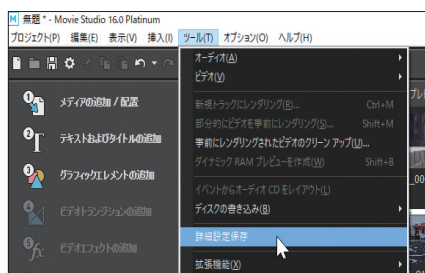 無題 * - Movie Studio 16.0 Platinum
プロジェクト(P) 編集(E) 表示(V) 挿入(I) ツール(T) オプション(O) ヘルプ(H)
オーディオ(A)
ビデオ(V)
新規トラックにレンダリング(R)... Ctrl+M
部分的にビデオを事前にレンダリング(S)... Shift+M
事前にレンダリングされたビデオのクリーン アップ(U)...
ダイナミック RAM プレビューを作成(W) Shift+B
イベントからオーディオ CD をレイアウト(L)
ディスクの書き込み(B)
詳細設定保存
拡張機能(X)
1 メディアの追加 / 配置
2 テキストおよびタイトルの追加
3 グラフィック エレメントの追加
4 ビデオ トランジションの追加
5 fx ビデオ エフェクトの追加
プレ
_00